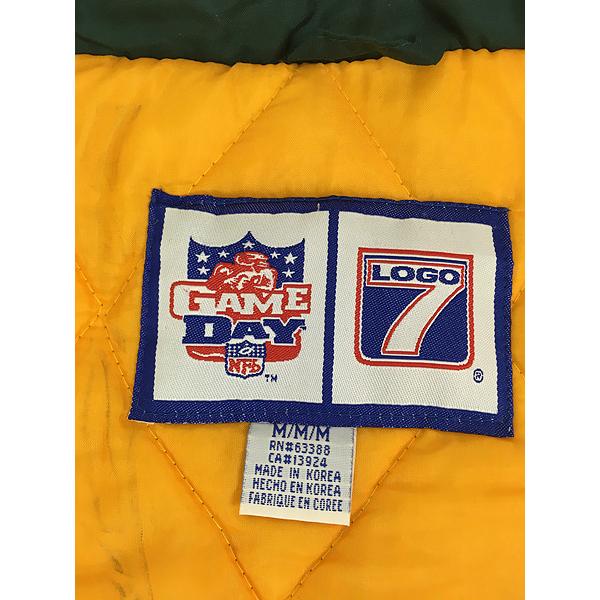 GAME
DAY
NFL
TM
LOGO
7
®
M/M/M
RN#63388
CA#13924
MADE IN KOREA
HECHO EN KOREA
FABRIQUE EN COREE